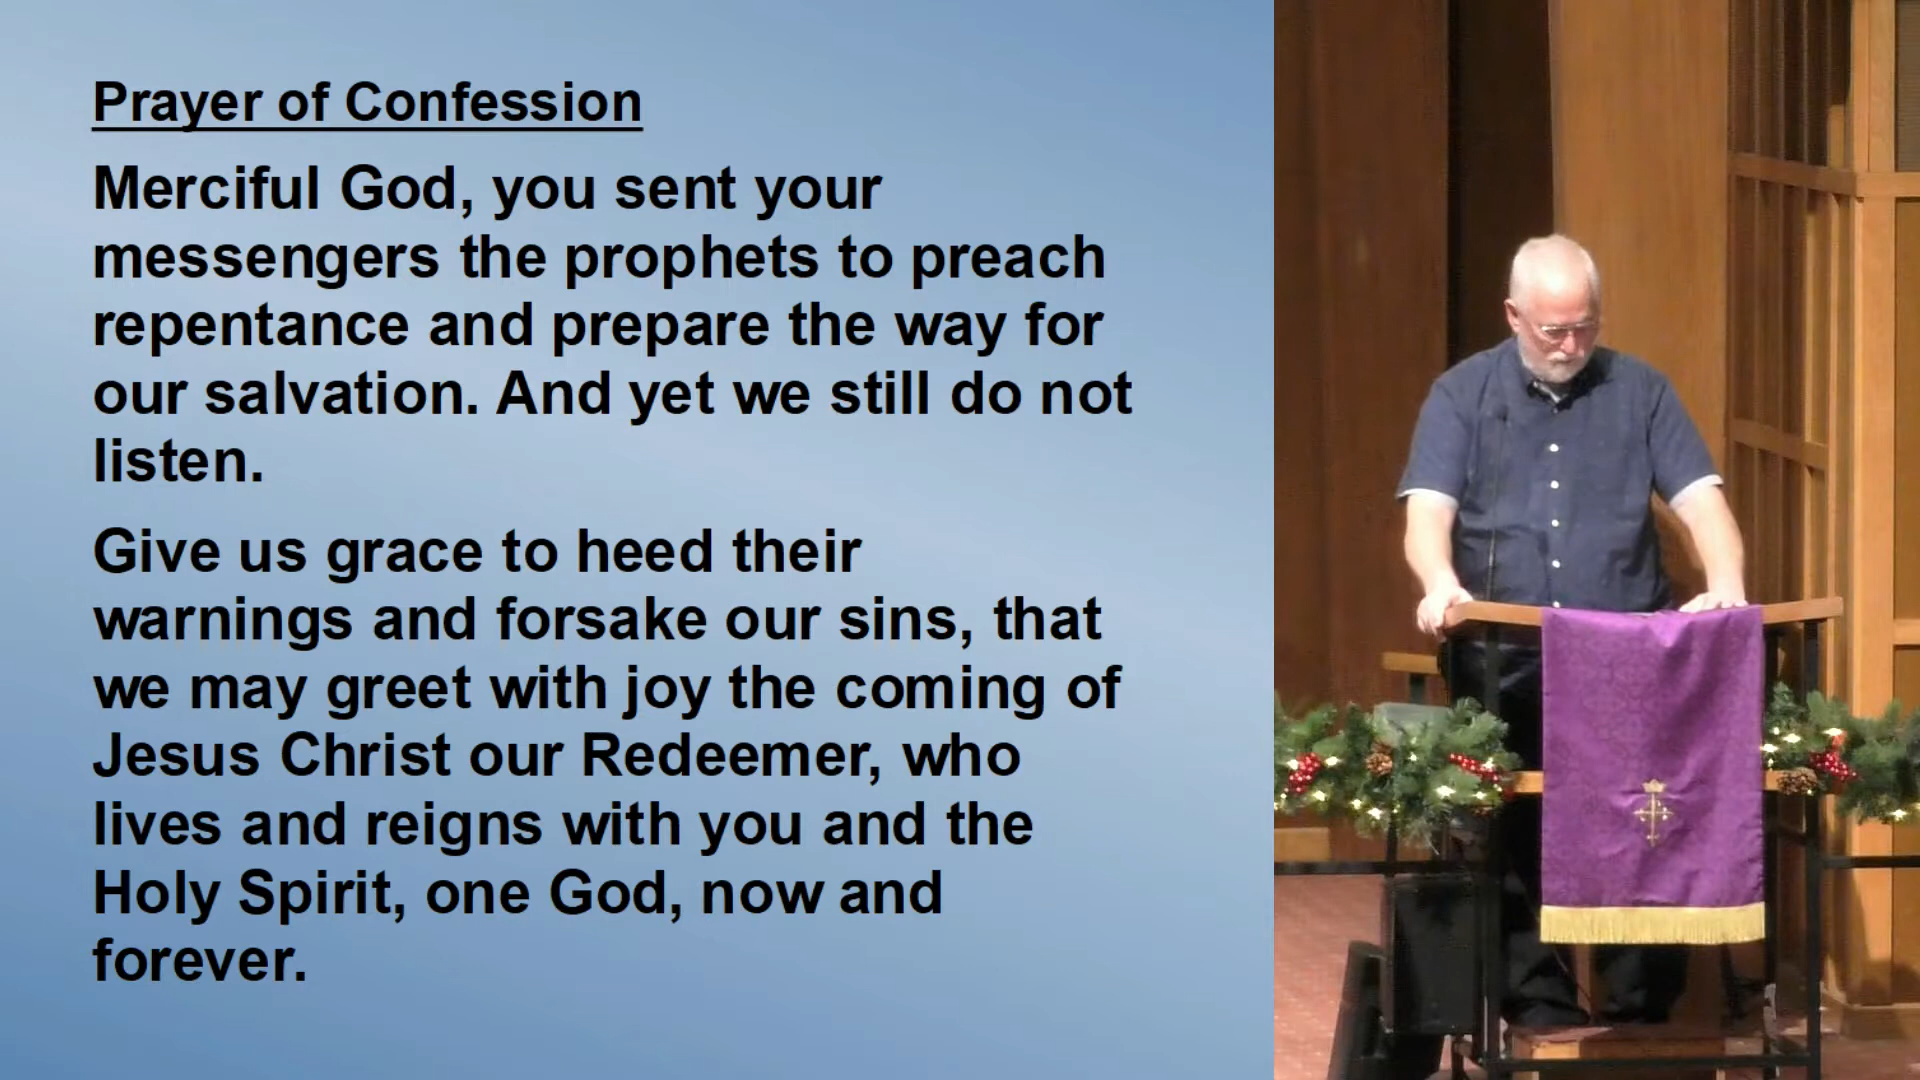 Prayer of Confession
Merciful God, you sent your
messengers the prophets to preach
repentance and prepare the way for
our salvation. And yet we still do not
listen.
Give us grace to heed their
warnings and forsake our sins, that
we may greet with joy the coming of
Jesus Christ our Redeemer, who
lives and reigns with you and the
Holy Spirit, one God, now and
forever.